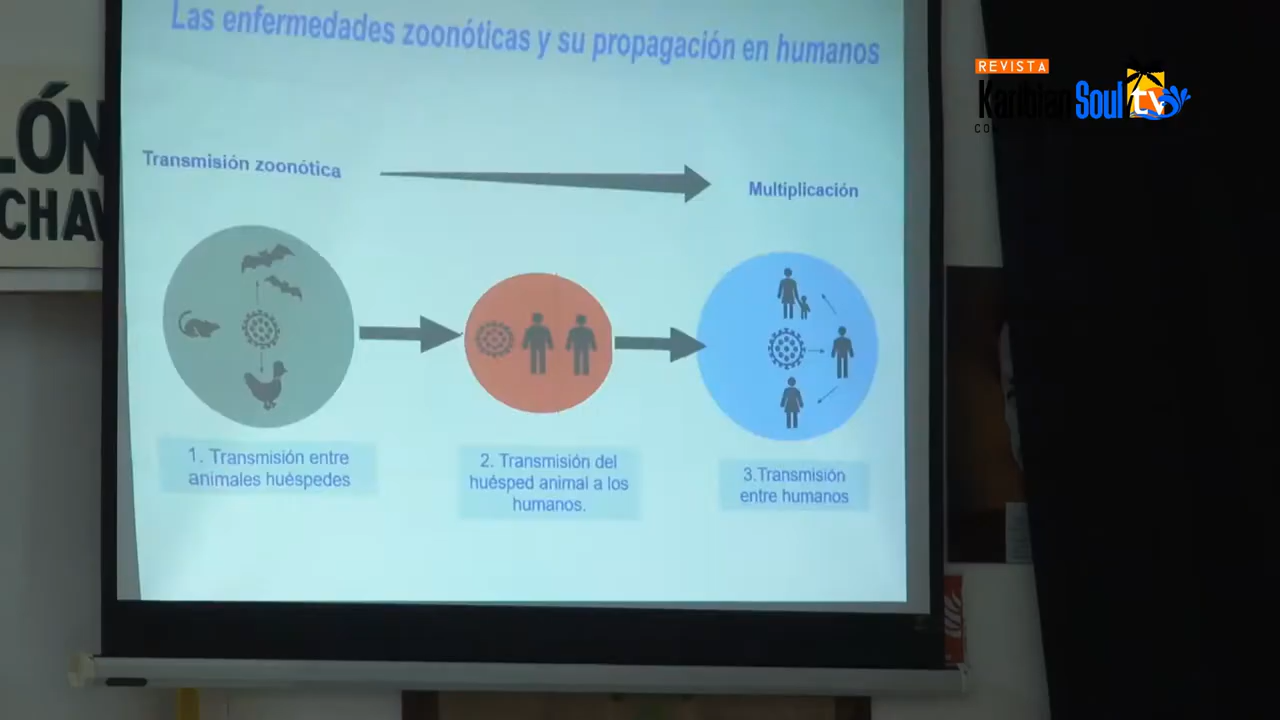 Las enfermedades zoonóticas y su propagación en humanos
REVISTA
Karibian Soul tv
LÓN
CHAV
Transmisión zoonótica
Multiplicación
1. Transmisión entre
animales huéspedes
2. Transmisión del
huésped animal a los
humanos.
3.Transmisión
entre humanos